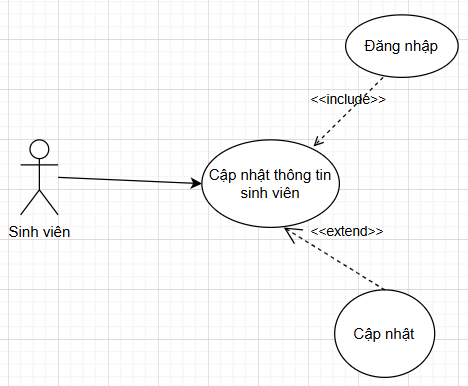 Đăng nhập
<<include>>
Cập nhật thông tin
sinh viên
Sinh viên
<<extend>>
Cập nhật